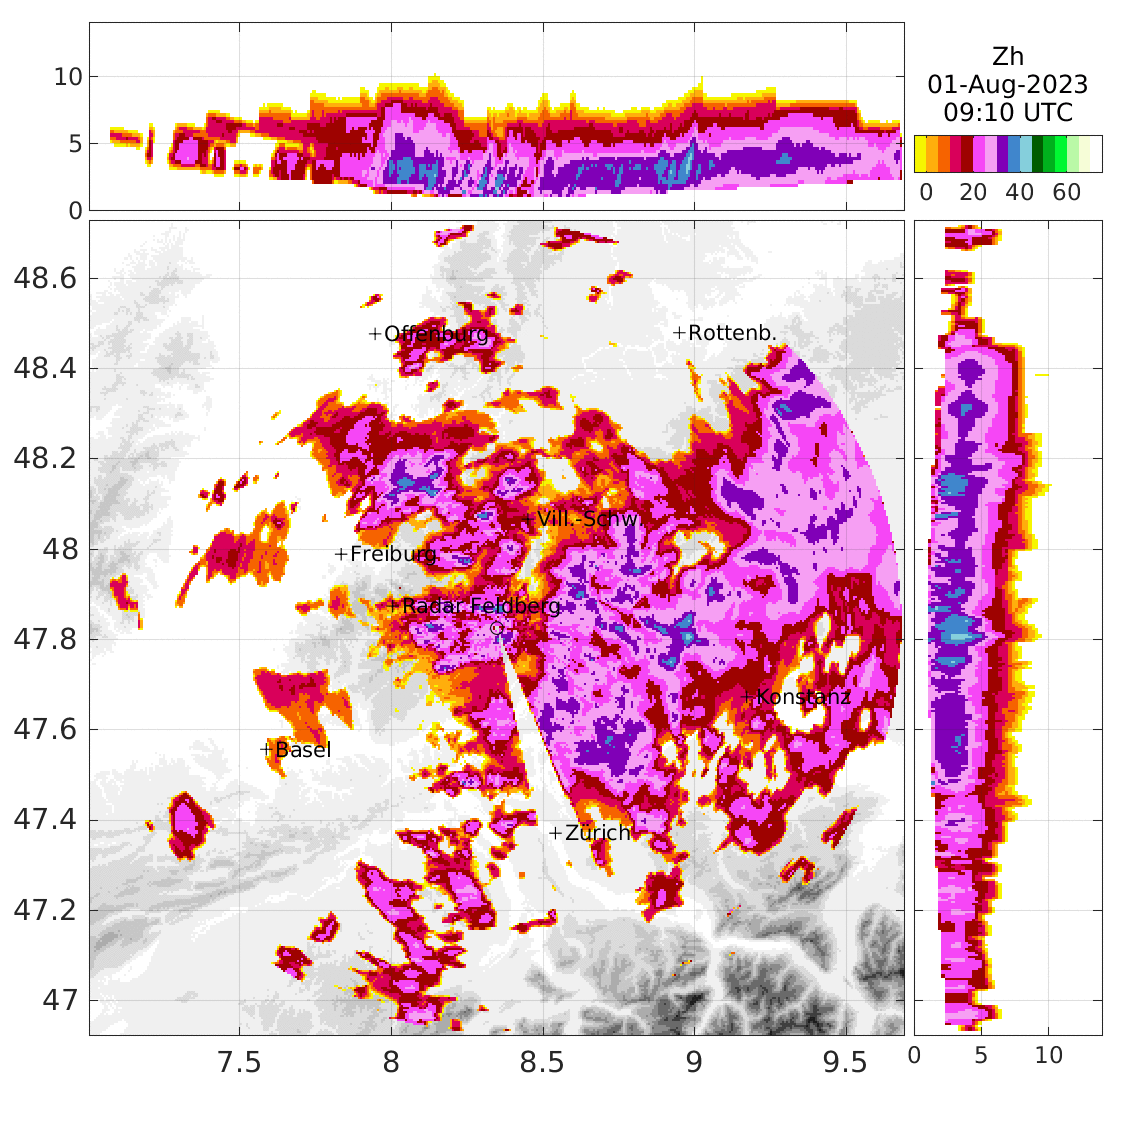 10
5
0
Zh
01-Aug-2023
09:10 UTC
0 20 40 60
48.6
48.4
48.2
48
47.8
47.6
47.4
47.2
47
+Offenburg
+Rottenb.
+Vill.-Schw.
+Freiburg
+Radar Feldberg
+Konstanz
+Basel
+Zürich
7.5 8 8.5 9 9.5
0 5 10